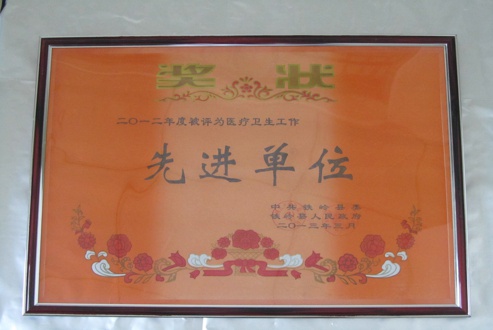 奖状
二〇一二年度被评为医疗卫生工作
先进单位
中共铁岭县委
铁岭县人民政府
二〇一三年三月